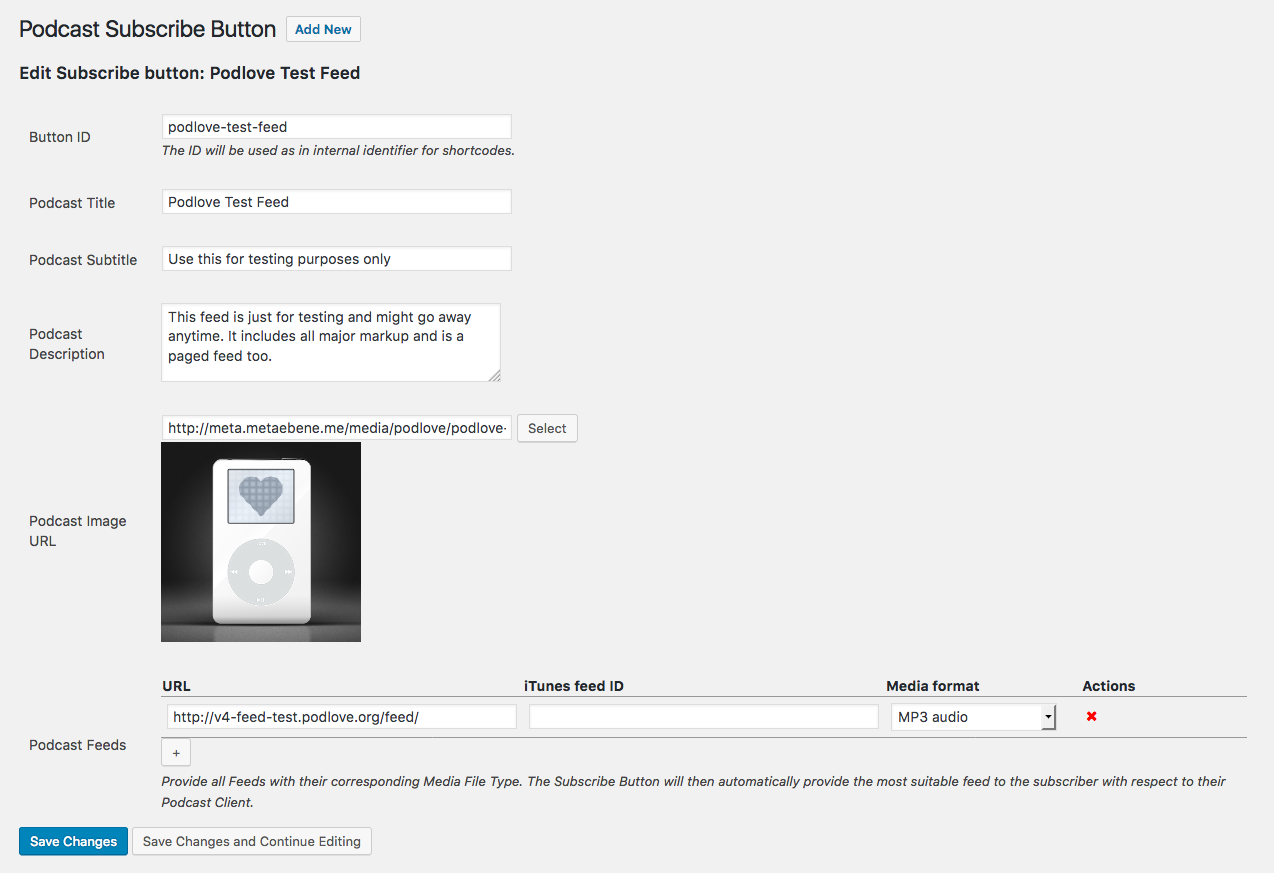 Podcast Subscribe Button Add New
Edit Subscribe button: Podlove Test Feed
Button ID podlove-test-feed
The ID will be used as in internal identifier for shortcodes.
Podcast Title Podlove Test Feed
Podcast Subtitle Use this for testing purposes only
Podcast
Description
This feed is just for testing and might go away
anytime. It includes all major markup and is a
paged feed too.
http://meta.metaebene.me/media/podlove/podlove- Select
Podcast Image
URL
URL iTunes feed ID Media format Actions
http://v4-feed-test.podlove.org/feed/ MP3 audio
Podcast Feeds
+
Provide all Feeds with their corresponding Media File Type. The Subscribe Button will then automatically provide the most suitable feed to the subscriber with respect to their
Podcast Client.
Save Changes Save Changes and Continue Editing